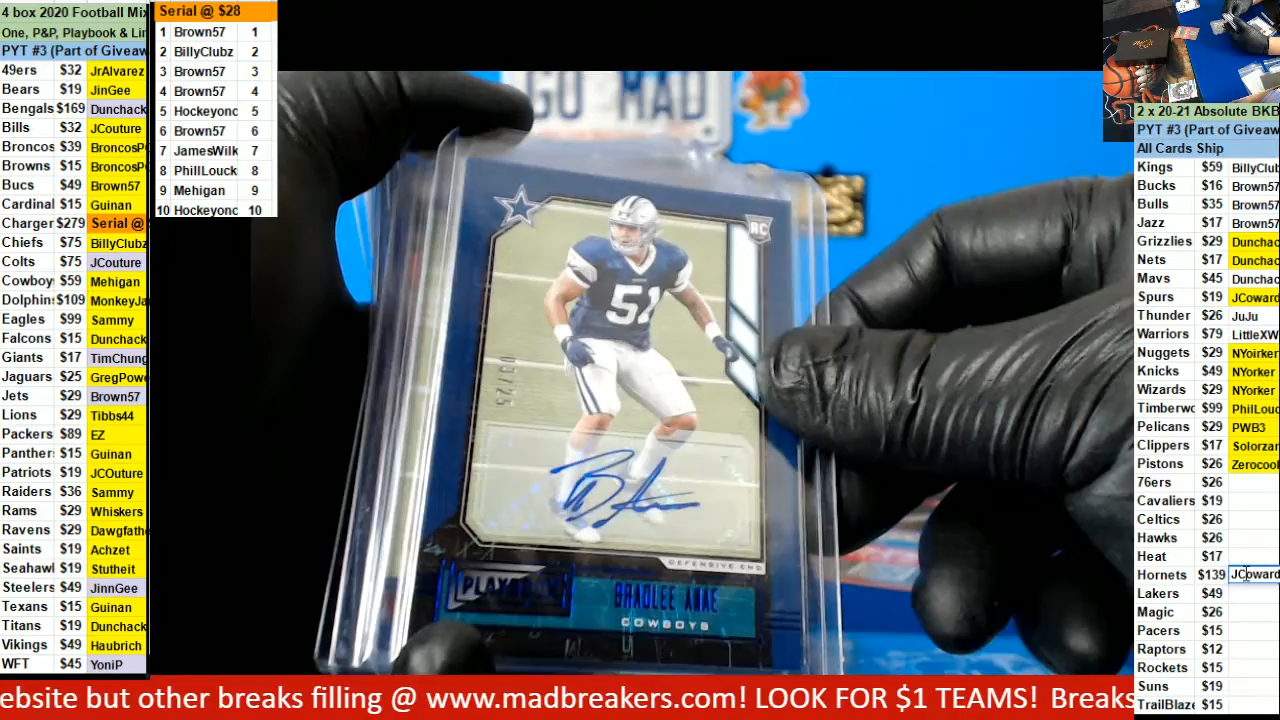 4 box 2020 Football Mix
One, P&P, Playbook & Lim
PYT #3 (Part of Giveaw
49ers $32 JrAlvarez
Bears $19 JinGee
Bengals $169 Dunchack
Bills $32 JCouture
Broncos $39 BroncosP
Browns $15 BroncosP
Bucs $49 Brown57
Cardinal $15 Guinan
Charger $279 Serial @
Chiefs $75 BillyClubz
Colts $75 JCouture
Cowboy $59 Mehigan
Dolphin $109 MonkeyJa
Eagles $99 Sammy
Falcons $15 Dunchack
Giants $17 TimChung
Jaguars $25 GregPowe
Jets $29 Brown57
Lions $29 Tibbs44
Packers $89 EZ
Panther $15 Guinan
Patriots $19 JCOuture
Raiders $36 Sammy
Rams $29 Whiskers
Ravens $29 Dawgfath
Saints $19 Achzet
Seahawl $19 Stutheit
Steelers $49 JinnGee
Texans $15 Guinan
Titans $19 Dunchack
Vikings $49 Haubrich
WFT $45 YoniP
Serial @ $28
1 Brown57 1
2 BillyClubz 2
3 Brown57 3
4 Brown57 4
5 Hockeyonc 5
6 Brown57 6
7 JamesWilk 7
8 PhillLouck 8
9 Mehigan 9
10 Hockeyonc 10
GO MAD
RC
51
DEFENSIVE END
PLAYBOOK
BRADLEE ANAE
COWBOYS
2 x 20-21 Absolute BKB
PYT #3 (Part of Giveaw
All Cards Ship
Kings $59 BillyClub
Bucks $16 Brown57
Bulls $35 Brown57
Jazz $17 Brown57
Grizzlies $29 Dunchac
Nets $17 Dunchac
Mavs $45 Dunchac
Spurs $19 JCoward
Thunder $26 JuJu
Warriors $79 LittleXW
Nuggets $29 NYoirker
Knicks $49 NYorker
Wizards $29 NYorker
Timberwo $99 PhilLou
Pelicans $29 PWB3
Clippers $17 Solorzan
Pistons $26 Zerocool
76ers $26
Cavaliers $19
Celtics $26
Hawks $26
Heat $17
Hornets $139 JCoward
Lakers $49
Magic $26
Pacers $15
Raptors $12
Rockets $15
Suns $19
TrailBlaze $15
ebsite but other breaks filling @ www.madbreakers.com! LOOK FOR $1 TEAMS! Breaks